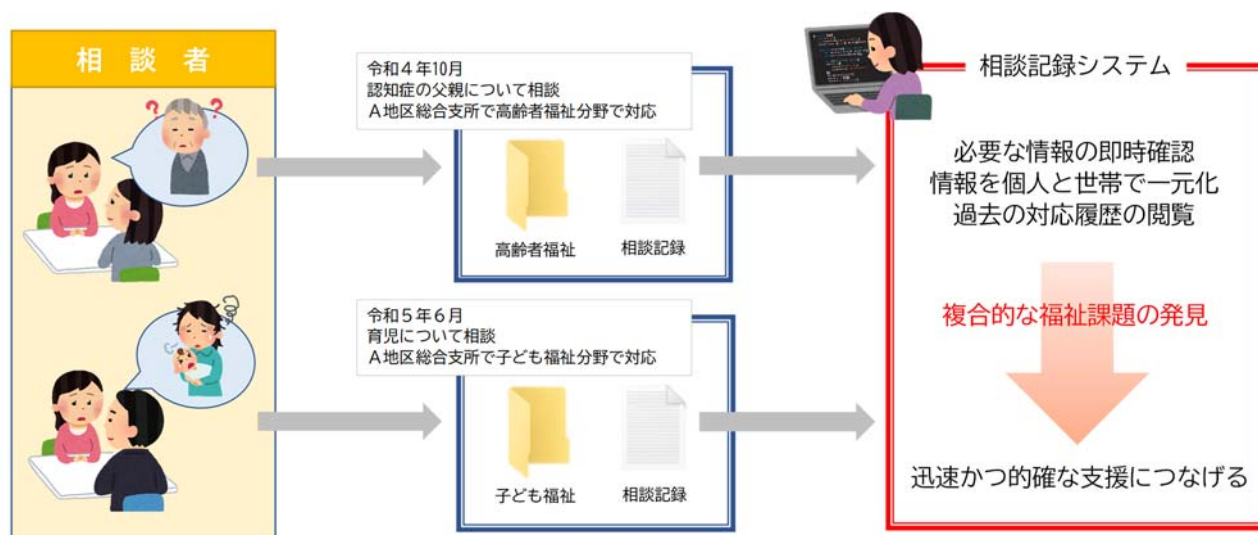 相談者
令和4年10月
認知症の父親について相談
A地区総合支所で高齢者福祉分野で対応
高齢者福祉
相談記録
令和5年6月
育児について相談
A地区総合支所で子ども福祉分野で対応
子ども福祉
相談記録
相談記録システム
必要な情報の即時確認
情報を個人と世帯で一元化
過去の対応履歴の閲覧
複合的な福祉課題の発見
迅速かつ的確な支援につなげる